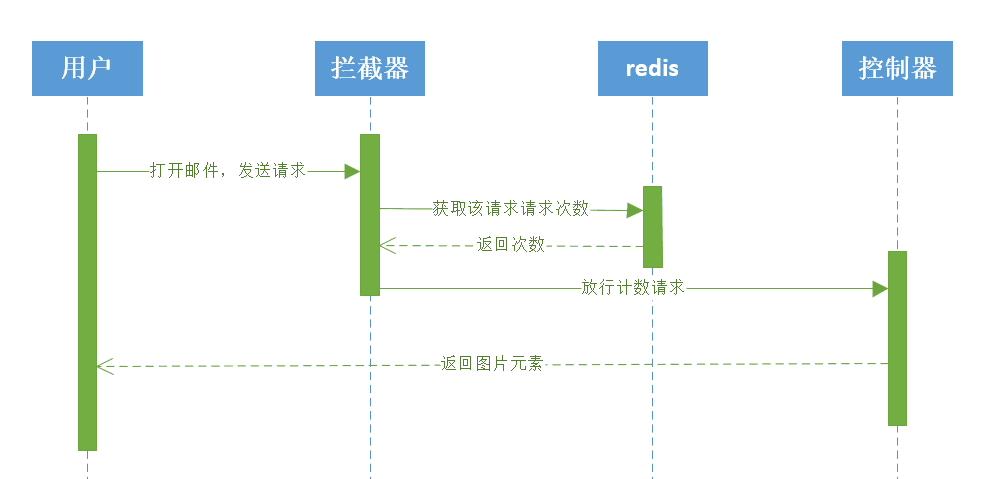 用户
拦截器
redis
控制器
打开邮件，发送请求
获取该请求请求次数
返回次数
放行计数请求
返回图片元素